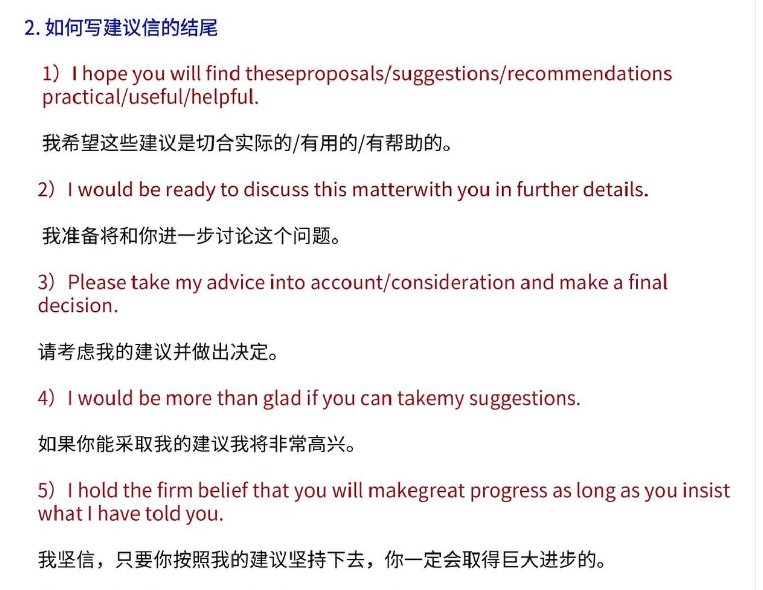 2. 如何写建议信的结尾
1）I hope you will find theseproposals/suggestions/recommendations
practical/useful/helpful.
我希望这些建议是切合实际的/有用的/有帮助的。
2）I would be ready to discuss this matterwith you in further details.
我准备将和你进一步讨论这个问题。
3）Please take my advice into account/consideration and make a final
decision.
请考虑我的建议并做出决定。
4）I would be more than glad if you can takemy suggestions.
如果你能采取我的建议我将非常高兴。
5）I hold the firm belief that you will makegreat progress as long as you insist
what I have told you.
我坚信，只要你按照我的建议坚持下去，你一定会取得巨大进步的。